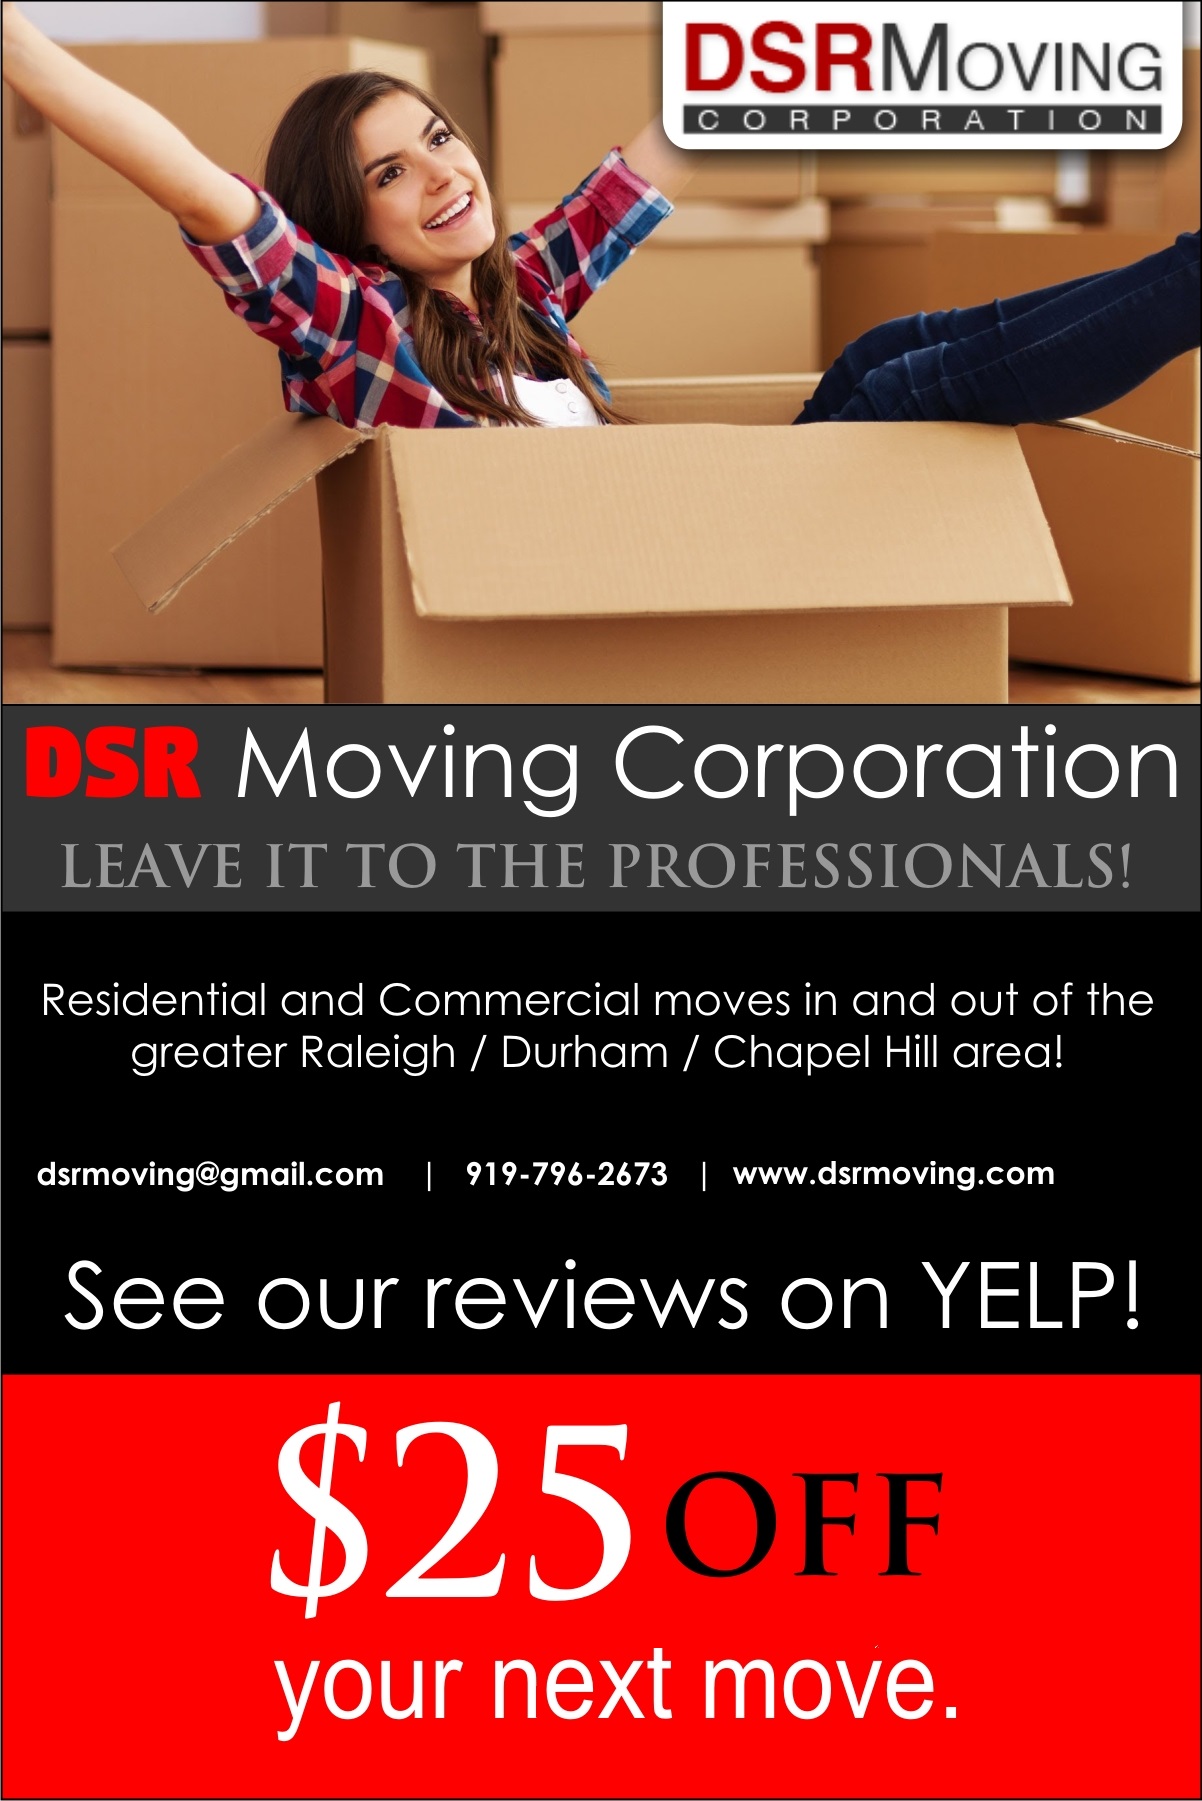 DSRMOVING
CORPORATION
DSR Moving Corporation
LEAVE IT TO THE PROFESSIONALS!
Residential and Commercial moves in and out of the
greater Raleigh / Durham / Chapel Hill area!
dsrmoving@gmail.com | 919-796-2673 | www.dsrmoving.com
See our reviews on YELP!
$25 OFF
your next move.